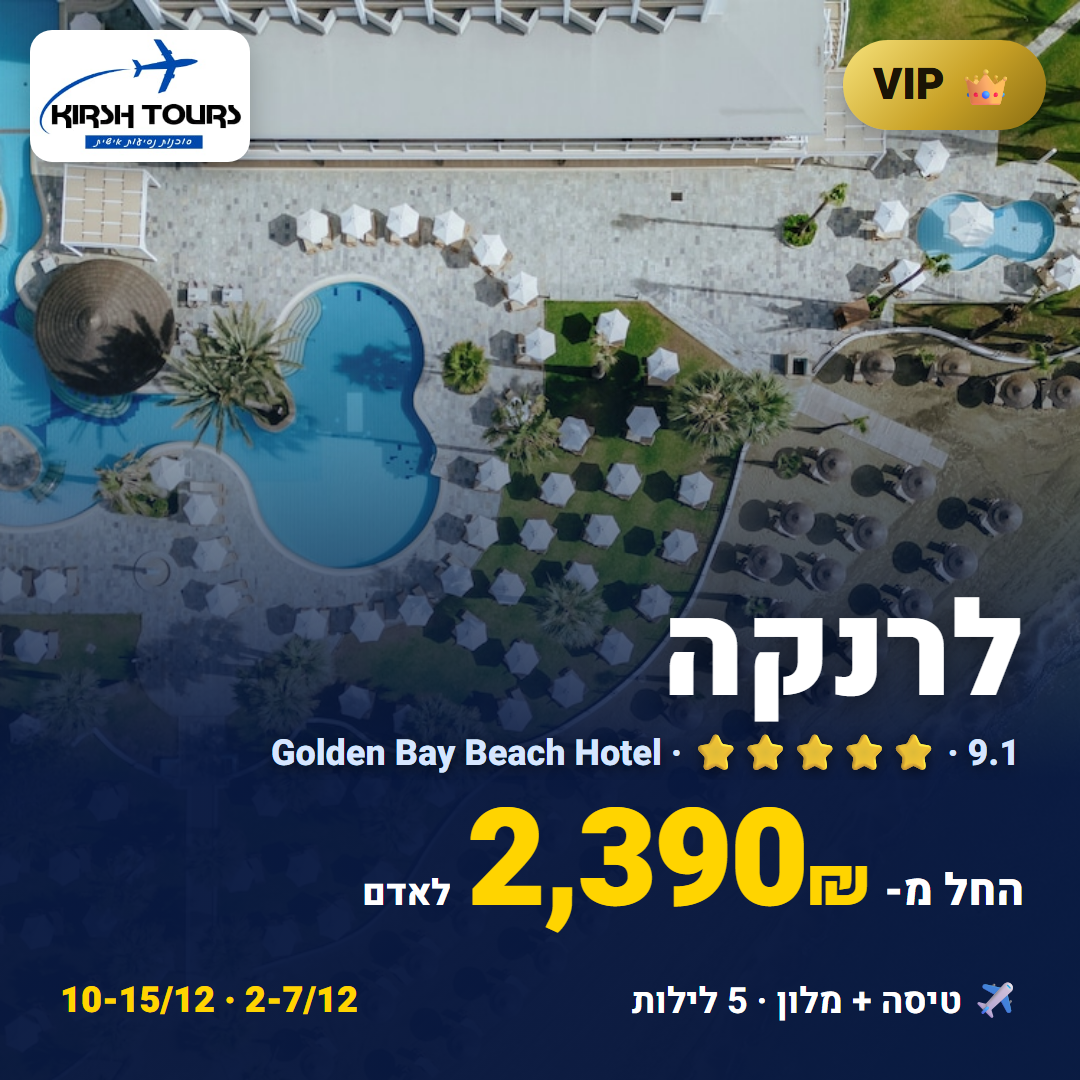 KIRSH TOURS
סוכנות נסיעות אישית
VIP 👑
לרנקה
Golden Bay Beach Hotel · ⭐⭐⭐⭐⭐ · 9.1
החל מ- ₪2,390 לאדם
✈️ טיסה + מלון · 5 לילות
10-15/12 · 2-7/12